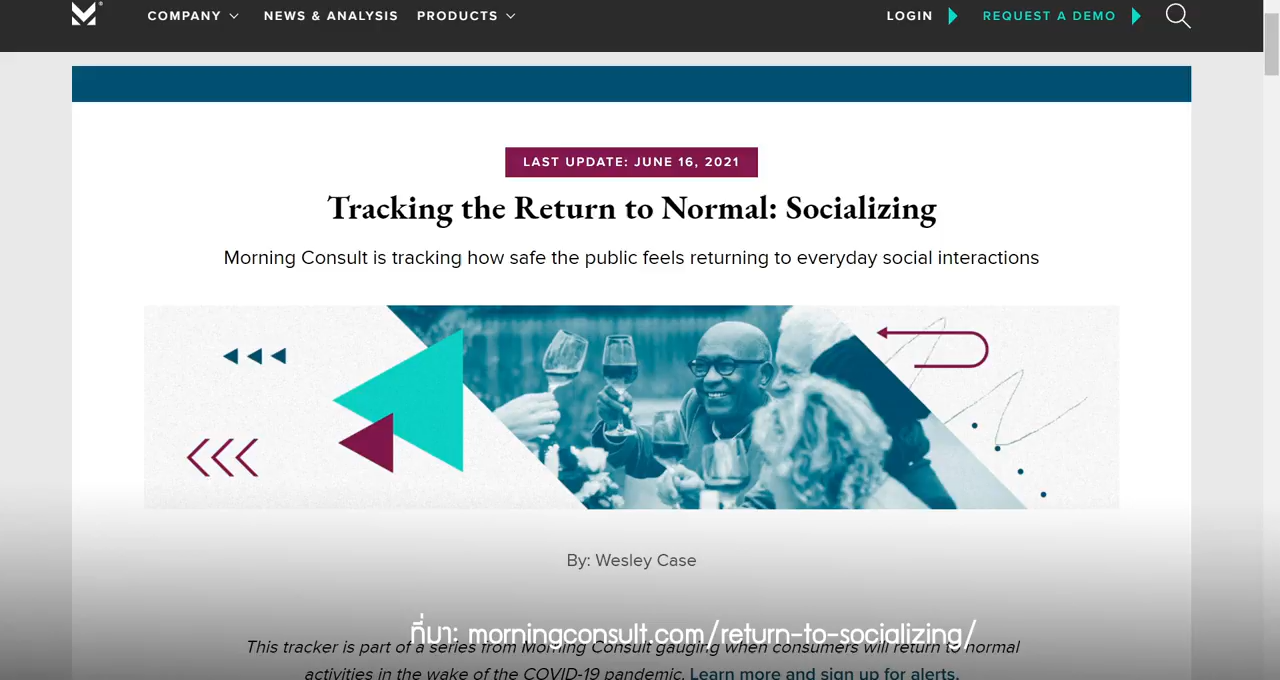 COMPANY NEWS & ANALYSIS PRODUCTS LOGIN REQUEST A DEMO
LAST UPDATE: JUNE 16, 2021
Tracking the Return to Normal: Socializing
Morning Consult is tracking how safe the public feels returning to everyday social interactions
By: Wesley Case
ที่มา: morningconsult.com/return-to-socializing/
This tracker is part of a series from Morning Consult gauging when consumers will return to normal
activities in the wake of the COVID-19 pandemic. Learn more and sign up for alerts.